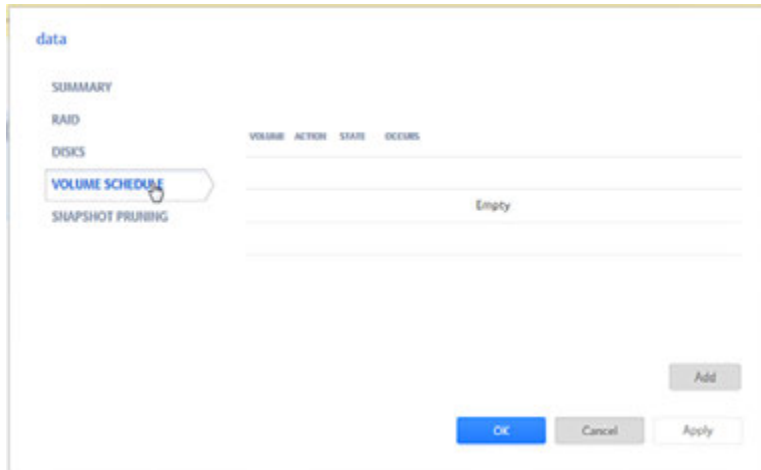 data
SUMMARY
RAID
DISKS
VOLUME SCHEDULE
SNAPSHOT PRUNING
VOLUME ACTION STATE OCCURS
Empty
Add
OK Cancel Apply